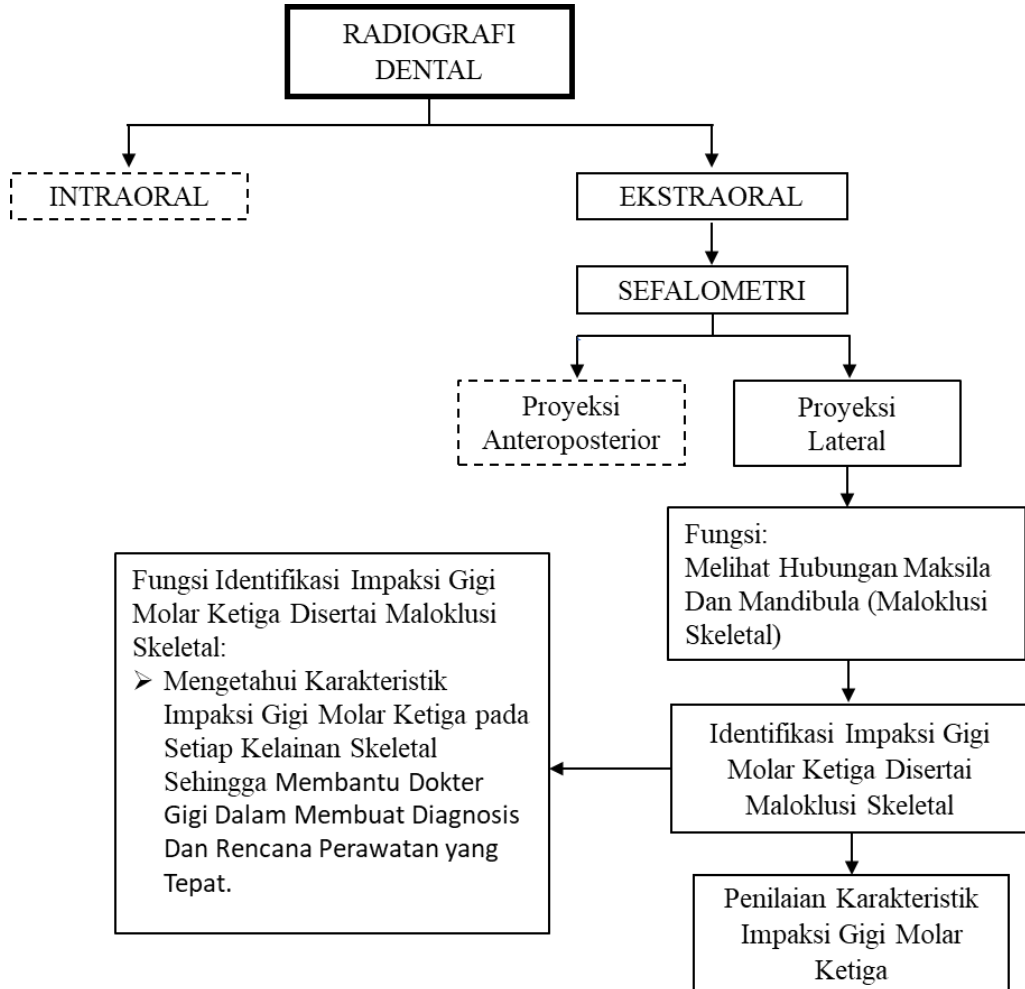 RADIOGRAFI
DENTAL
INTRAORAL
EKSTRAORAL
SEFALOMETRI
Proyeksi
Anteroposterior
Proyeksi
Lateral
Fungsi:
Melihat Hubungan Maksila
Dan Mandibula (Maloklusi
Skeletal)
Fungsi Identifikasi Impaksi Gigi
Molar Ketiga Disertai Maloklusi
Skeletal:
➢ Mengetahui Karakteristik
Impaksi Gigi Molar Ketiga pada
Setiap Kelainan Skeletal
Sehingga Membantu Dokter
Gigi Dalam Membuat Diagnosis
Dan Rencana Perawatan yang
Tepat.
Identifikasi Impaksi Gigi
Molar Ketiga Disertai
Maloklusi Skeletal
Penilaian Karakteristik
Impaksi Gigi Molar
Ketiga